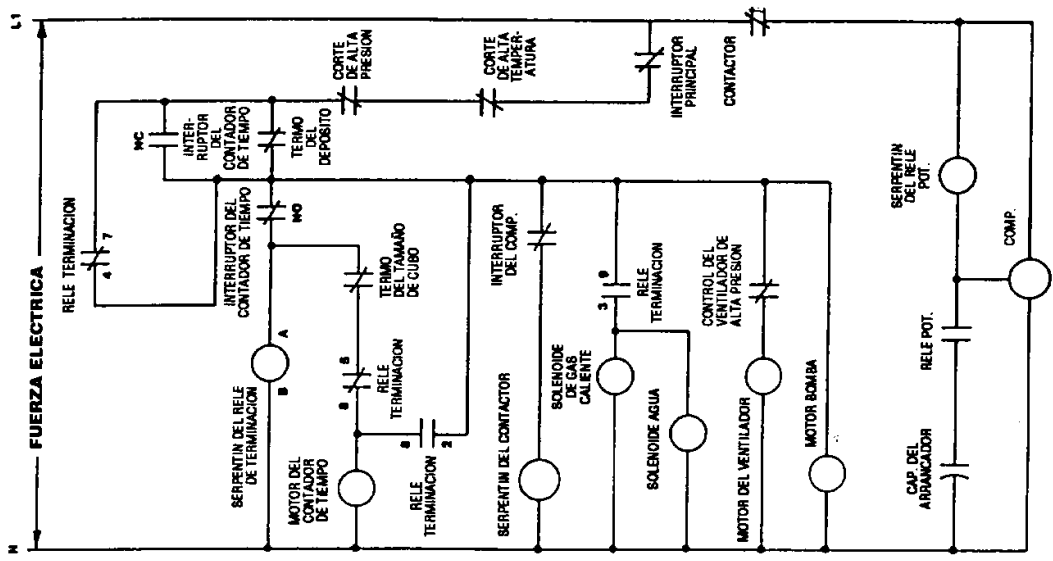 N
FUERZA ELECTRICA
L1
RELE TERMINACION
4
7
NC
INTER-
RUPTOR
DEL
CONTADOR
DE TIEMPO
INTERRUPTOR DEL
CONTADOR DE TIEMPO
NO
TERMO
DEL
DEPOSITO
SERPENTIN DEL RELE
DE TERMINACION
B
A
CORTE
DE ALTA
PRESION
MOTOR DEL
CONTADOR
DE TIEMPO
8
5
RELE
TERMINACION
TERMO
DEL TAMAÑO
DE CUBO
RELE
TERMINACION
8
2
CORTE
DE ALTA
TEMPER-
ATURA
SERPENTIN DEL CONTACTOR
INTERRUPTOR
DEL COMP.
SOLENOIDE
DE GAS
CALIENTE
3
9
RELE
TERMINACION
SOLENOIDE AGUA
INTERRUPTOR
PRINCIPAL
CONTACTOR
MOTOR DEL VENTILADOR
CONTROL DEL
VENTILADOR DE
ALTA PRESION
MOTOR BOMBA
CAP. DEL
ARRANCADOR
RELE POT.
SERPENTIN
DEL RELE
POT.
COMP.